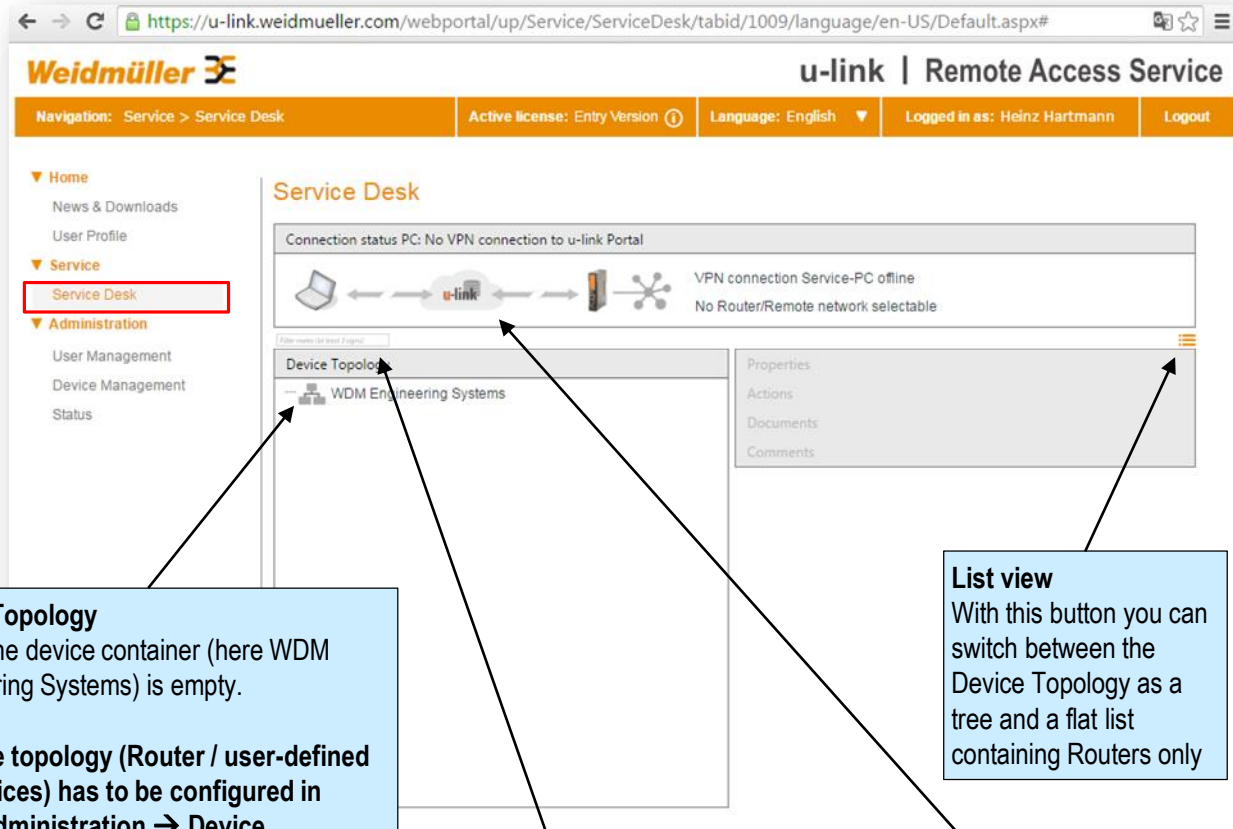 https://u-link.weidmueller.com/webportal/up/Service/ServiceDesk/tabid/1009/language/en-US/Default.aspx#
Weidmüller
u-link | Remote Access Service
Navigation: Service > Service Desk
Active license: Entry Version
Language: English ▼
Logged in as: Heinz Hartmann
Logout
▼ Home
News & Downloads
User Profile
▼ Service
Service Desk
▼ Administration
User Management
Device Management
Status
Service Desk
Connection status PC: No VPN connection to u-link Portal
u-link
VPN connection Service-PC offline
No Router/Remote network selectable
Device Topology
WDM Engineering Systems
Properties
Actions
Documents
Comments
Topology
he device container (here WDM
ring Systems) is empty.
e topology (Router / user-defined
ices) has to be configured in
dministration → Device
List view
With this button you can
switch between the
Device Topology as a
tree and a flat list
containing Routers only